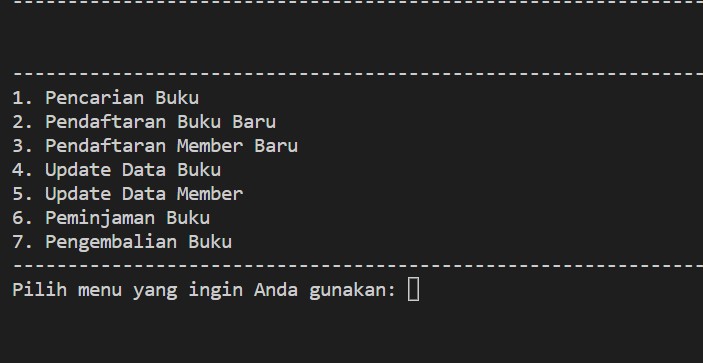 ----------------------------------------------------------------
----------------------------------------------------------------
1. Pencarian Buku
2. Pendaftaran Buku Baru
3. Pendaftaran Member Baru
4. Update Data Buku
5. Update Data Member
6. Peminjaman Buku
7. Pengembalian Buku
----------------------------------------------------------------
Pilih menu yang ingin Anda gunakan: